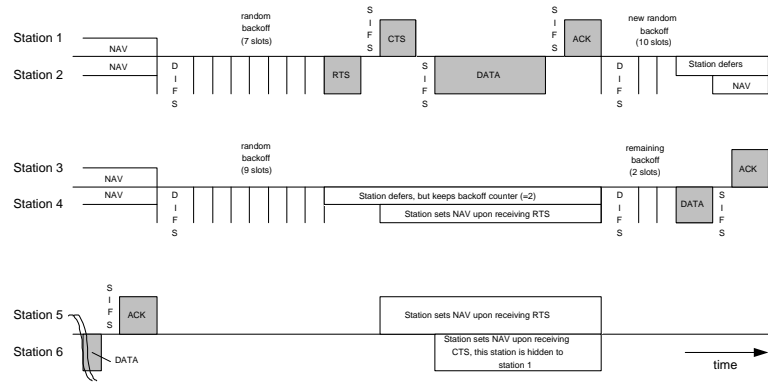 random
backoff
(7 slots)
S
I
F
S
S
I
F
S
new random
backoff
(10 slots)
Station 1
CTS
ACK
NAV
Station 2
NAV
D
I
F
S
RTS
S
I
F
S
DATA
D
I
F
S
Station defers
NAV
random
backoff
(9 slots)
remaining
backoff
(2 slots)
Station 3
NAV
ACK
Station 4
NAV
D
I
F
S
Station defers, but keeps backoff counter (=2)
Station sets NAV upon receiving RTS
D
I
F
S
DATA
S
I
F
S
Station 5
S
I
F
S
ACK
Station sets NAV upon receiving RTS
Station 6
DATA
Station sets NAV upon receiving
CTS, this station is hidden to
station 1
time